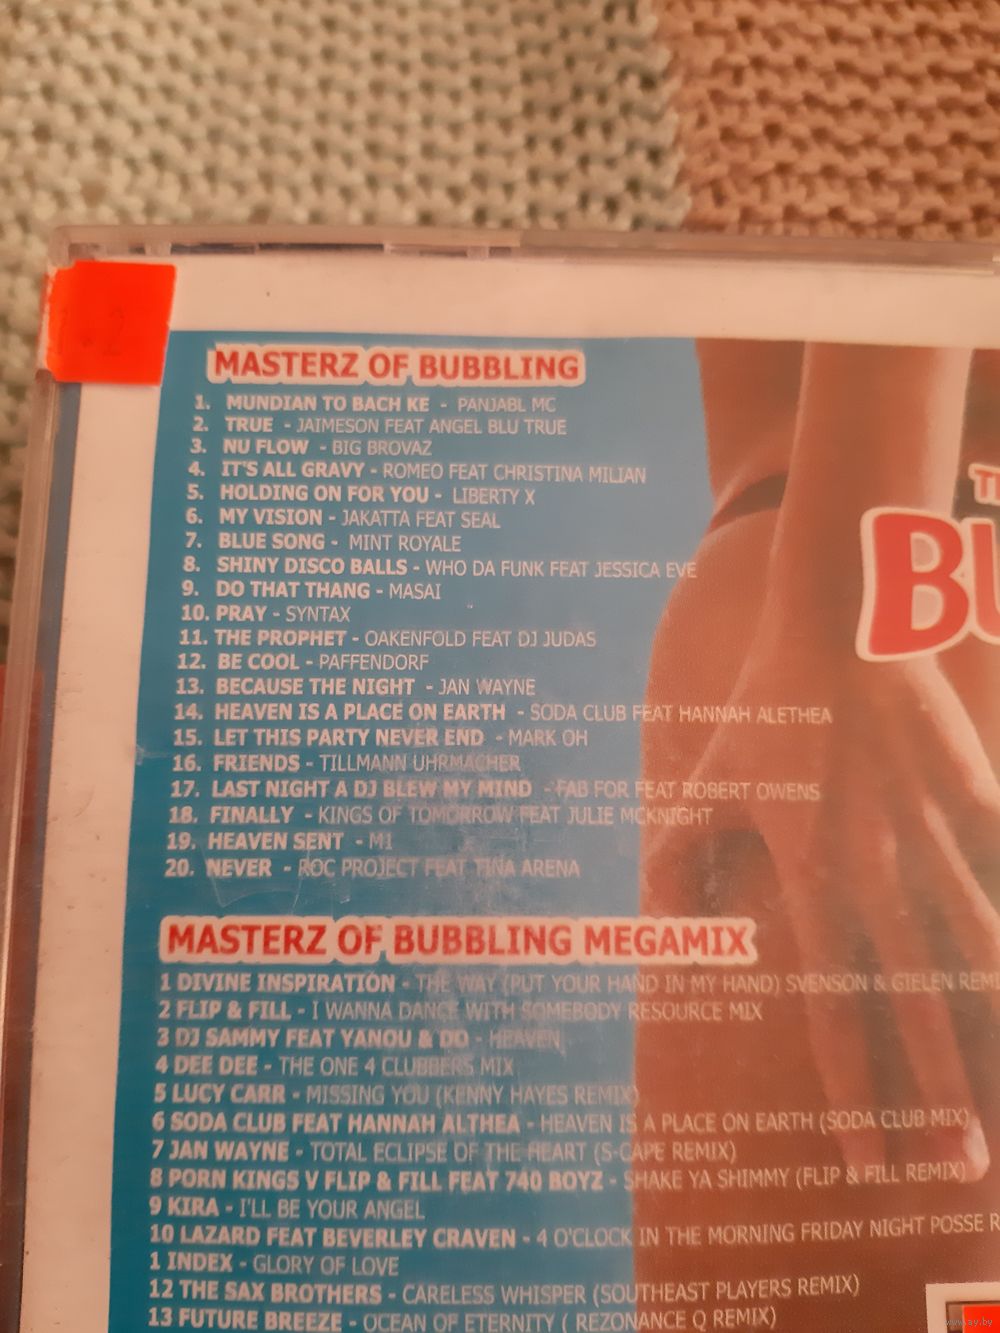 MASTERZ OF BUBBLING
1. MUNDIAN TO BACH KE - PANJABL MC
2. TRUE - JAIMESON FEAT ANGEL BLU TRUE
3. NU FLOW - BIG BROVAZ
4. IT'S ALL GRAVY - ROMEO FEAT CHRISTINA MILIAN
5. HOLDING ON FOR YOU - LIBERTY X
6. MY VISION - JAKATTA FEAT SEAL
7. BLUE SONG - MINT ROYALE
8. SHINY DISCO BALLS - WHO DA FUNK FEAT JESSICA EVE
9. DO THAT THANG - MASAI
10. PRAY - SYNTAX
11. THE PROPHET - OAKENFOLD FEAT DJ JUDAS
12. BE COOL - PAFFENDORF
13. BECAUSE THE NIGHT - JAN WAYNE
14. HEAVEN IS A PLACE ON EARTH - SODA CLUB FEAT HANNAH ALETHEA
15. LET THIS PARTY NEVER END - MARK OH
16. FRIENDS - TILLMANN UHRMACHER
17. LAST NIGHT A DJ BLEW MY MIND - FAB FOR FEAT ROBERT OWENS
18. FINALLY - KINGS OF TOMORROW FEAT JULIE MCKNIGHT
19. HEAVEN SENT - M1
20. NEVER - ROC PROJECT FEAT TINA ARENA
MASTERZ OF BUBBLING MEGAMIX
1 DIVINE INSPIRATION - THE WAY (PUT YOUR HAND IN MY HAND) SVENSON & GIELEN REMI
2 FLIP & FILL - I WANNA DANCE WITH SOMEBODY RESOURCE MIX
3 DJ SAMMY FEAT YANOU & DO - HEAVEN
4 DEE DEE - THE ONE 4 CLUBBERS MIX
5 LUCY CARR - MISSING YOU (KENNY HAYES REMIX)
6 SODA CLUB FEAT HANNAH ALTHEA - HEAVEN IS A PLACE ON EARTH (SODA CLUB MIX)
7 JAN WAYNE - TOTAL ECLIPSE OF THE HEART (S-CAPE REMIX)
8 PORN KINGS V FLIP & FILL FEAT 740 BOYZ - SHAKE YA SHIMMY (FLIP & FILL REMIX)
9 KIRA - I'LL BE YOUR ANGEL
10 LAZARD FEAT BEVERLEY CRAVEN - 4 O'CLOCK IN THE MORNING FRIDAY NIGHT POSSE R
1 INDEX - GLORY OF LOVE
12 THE SAX BROTHERS - CARELESS WHISPER (SOUTHEAST PLAYERS REMIX)
13 FUTURE BREEZE - OCEAN OF ETERNITY ( REZONANCE Q REMIX)
T
BU
www.ay.by